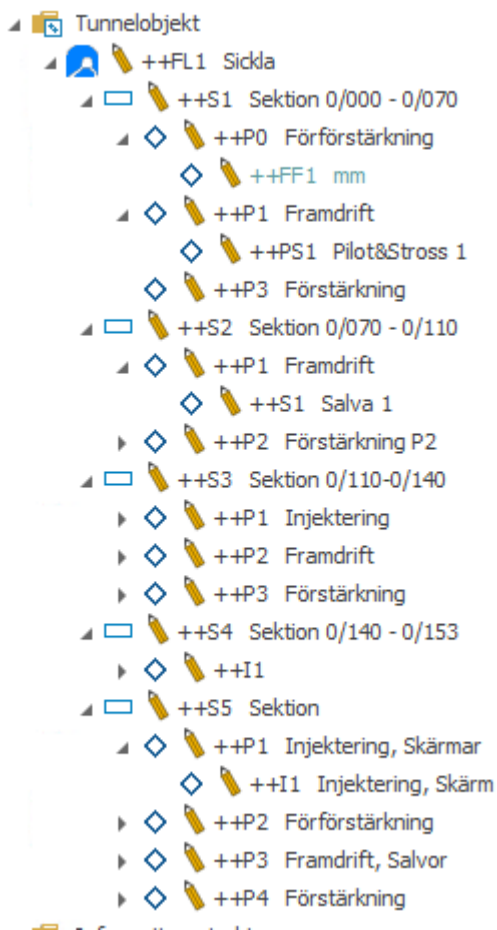 Tunnelobjekt
++FL1 Sickla
++S1 Sektion 0/000 - 0/070
++P0 Förförstärkning
++FF1 mm
++P1 Framdrift
++PS1 Pilot&Stross 1
++P3 Förstärkning
++S2 Sektion 0/070 - 0/110
++P1 Framdrift
++S1 Salva 1
++P2 Förstärkning P2
++S3 Sektion 0/110-0/140
++P1 Injektering
++P2 Framdrift
++P3 Förstärkning
++S4 Sektion 0/140 - 0/153
++I1
++S5 Sektion
++P1 Injektering, Skärmar
++I1 Injektering, Skärm
++P2 Förförstärkning
++P3 Framdrift, Salvor
++P4 Förstärkning